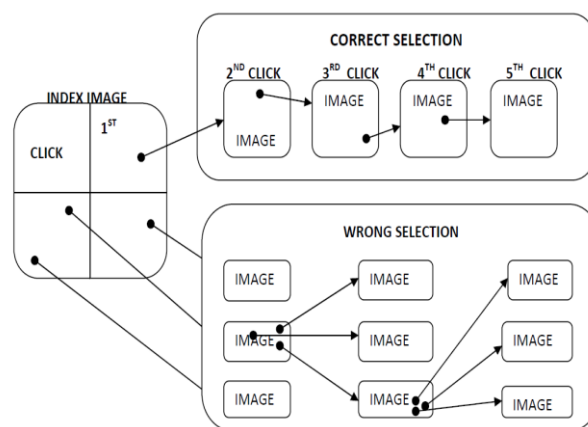 CORRECT SELECTION
2ND CLICK 3RD CLICK 4TH CLICK 5TH CLICK
INDEX IMAGE
1ST
CLICK
IMAGE IMAGE IMAGE
IMAGE
WRONG SELECTION
IMAGE IMAGE IMAGE
IMAGE IMAGE IMAGE
IMAGE IMAGE IMAGE